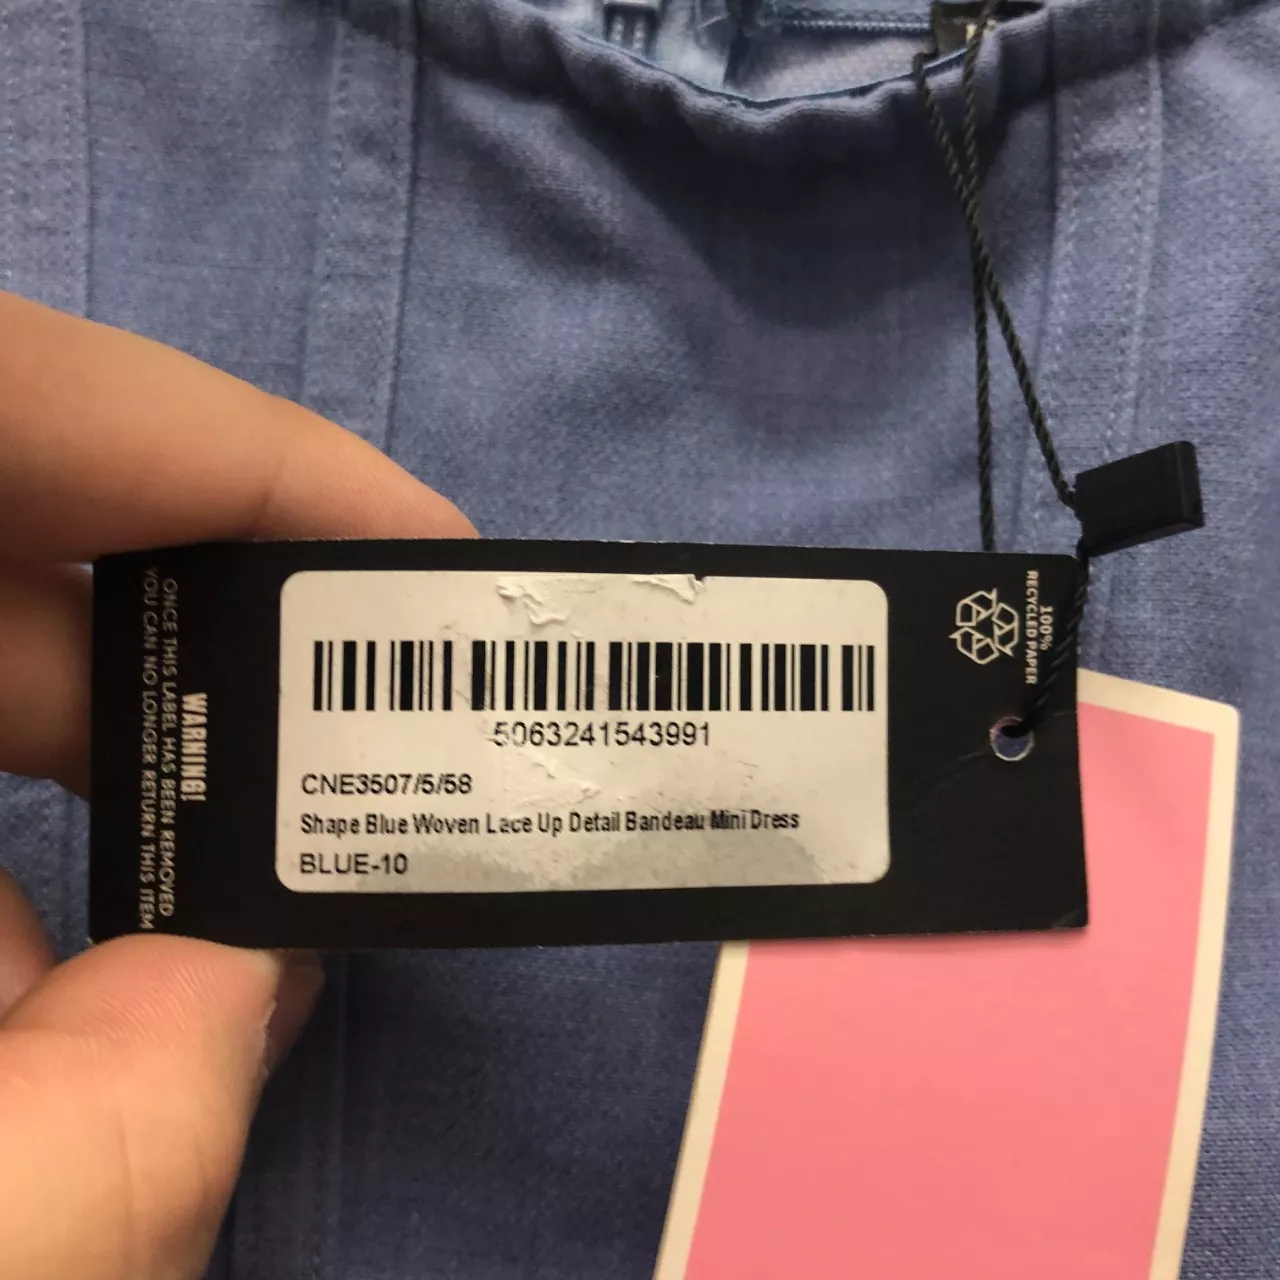 5063241543991
CNE3507/5/58
Shape Blue Woven Lace Up Detail Bandeau Mini Dress
BLUE-10
WARNING!
ONCE THIS LABEL HAS BEEN REMOVED
YOU CAN NO LONGER RETURN THIS ITEM
100%
RECYCLED PAPER